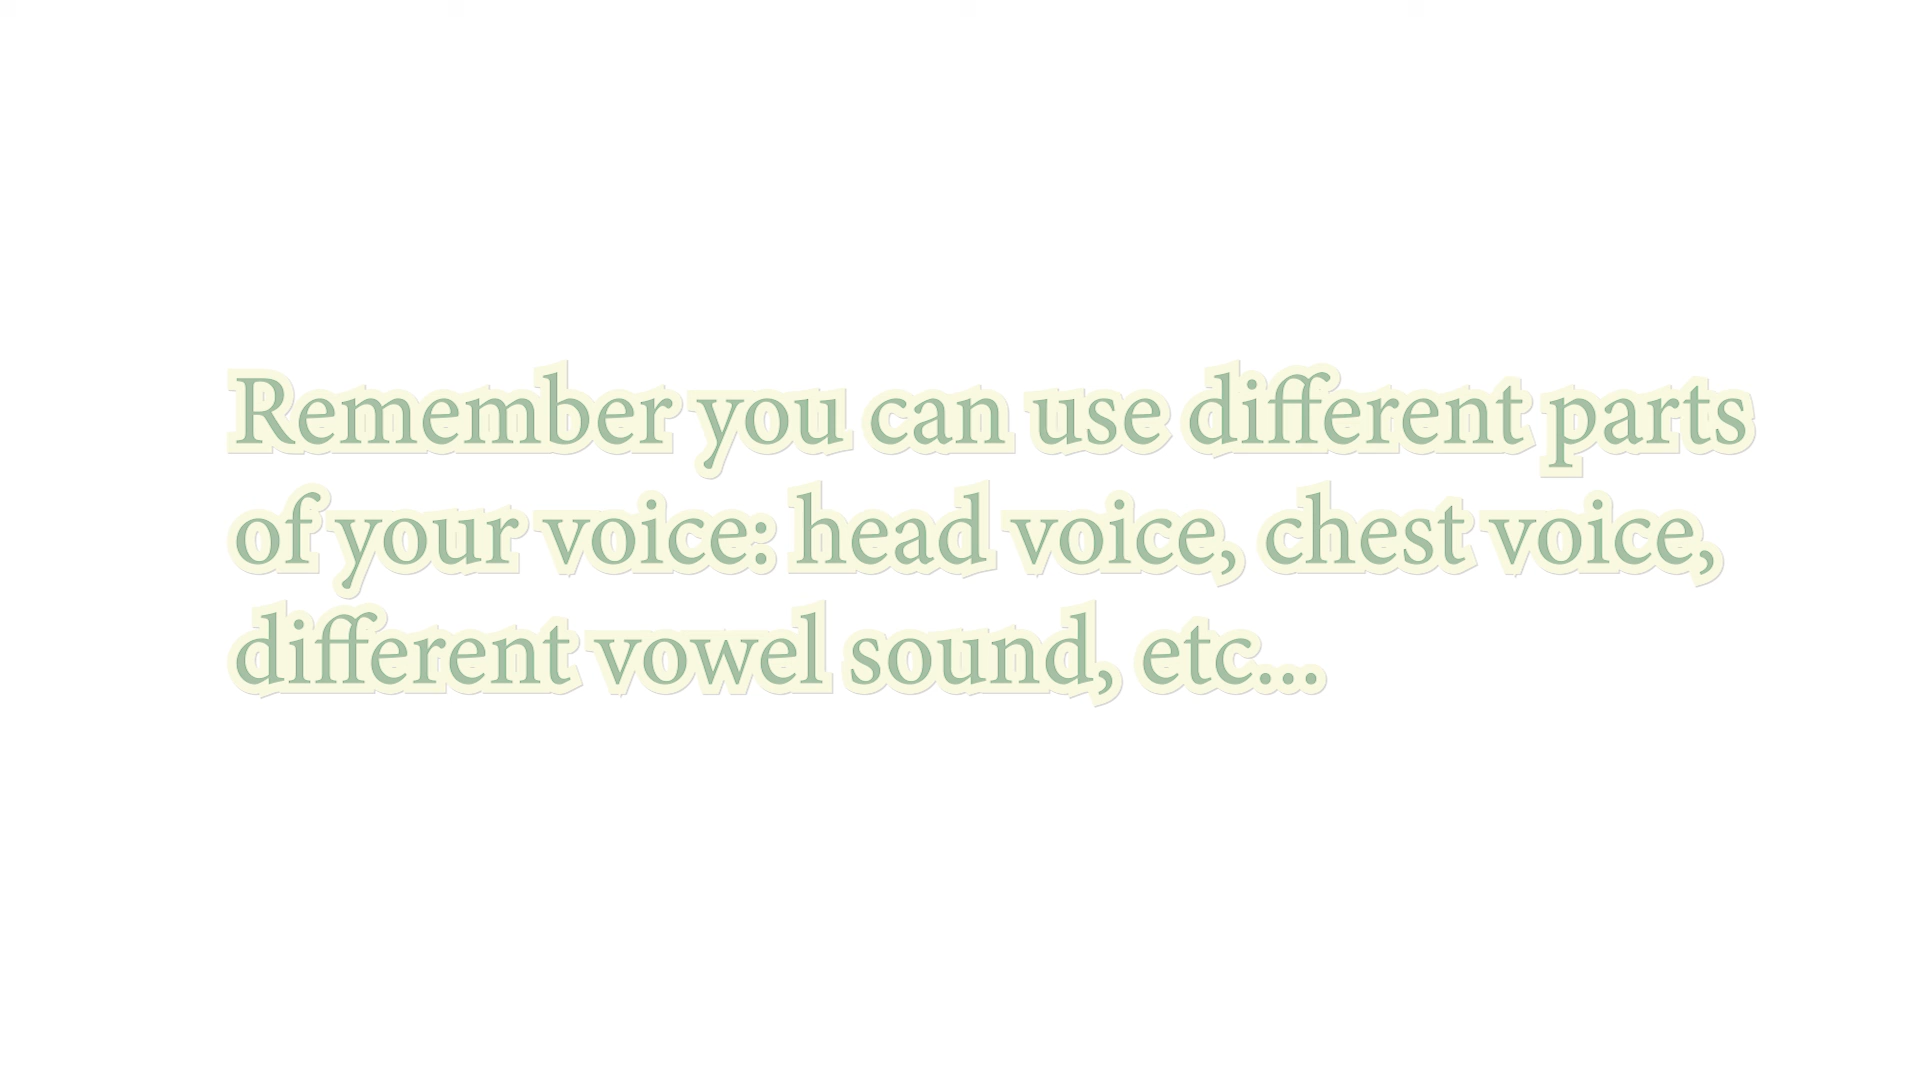 Remember you can use different parts
of your voice: head voice, chest voice,
different vowel sound, etc...